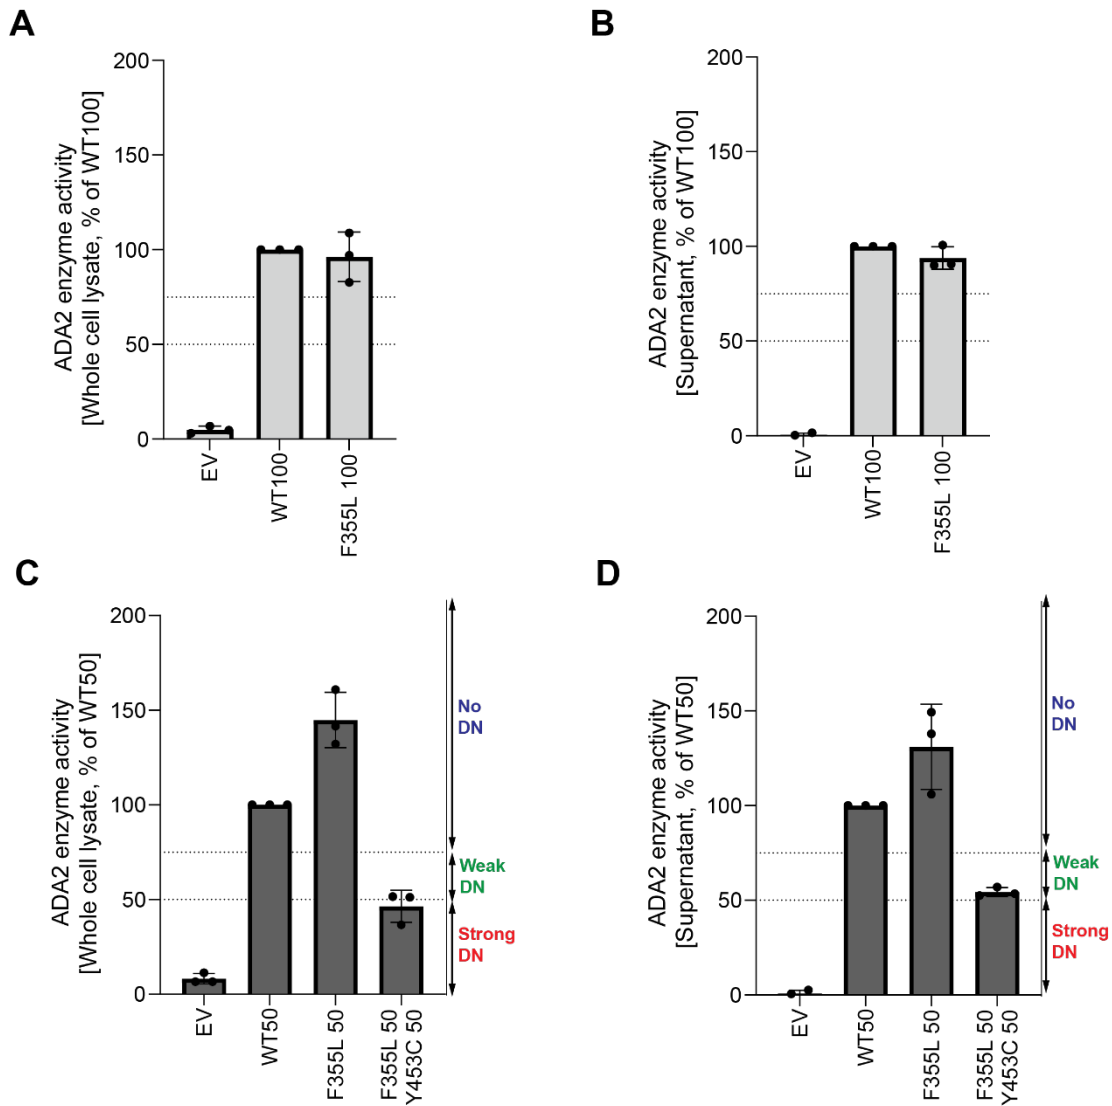 A
ADA2 enzyme activity
[Whole cell lysate, % of WT100]
200
150
100
50
0
EV
WT100
F355L 100
B
ADA2 enzyme activity
[Supernatant, % of WT100]
200
150
100
50
0
EV
WT100
F355L 100
C
ADA2 enzyme activity
[Whole cell lysate, % of WT50]
200
150
100
50
0
EV
WT50
F355L 50
F355L 50
Y453C 50
No
DN
Weak
DN
Strong
DN
D
ADA2 enzyme activity
[Supernatant, % of WT50]
200
150
100
50
0
EV
WT50
F355L 50
F355L 50
Y453C 50
No
DN
Weak
DN
Strong
DN